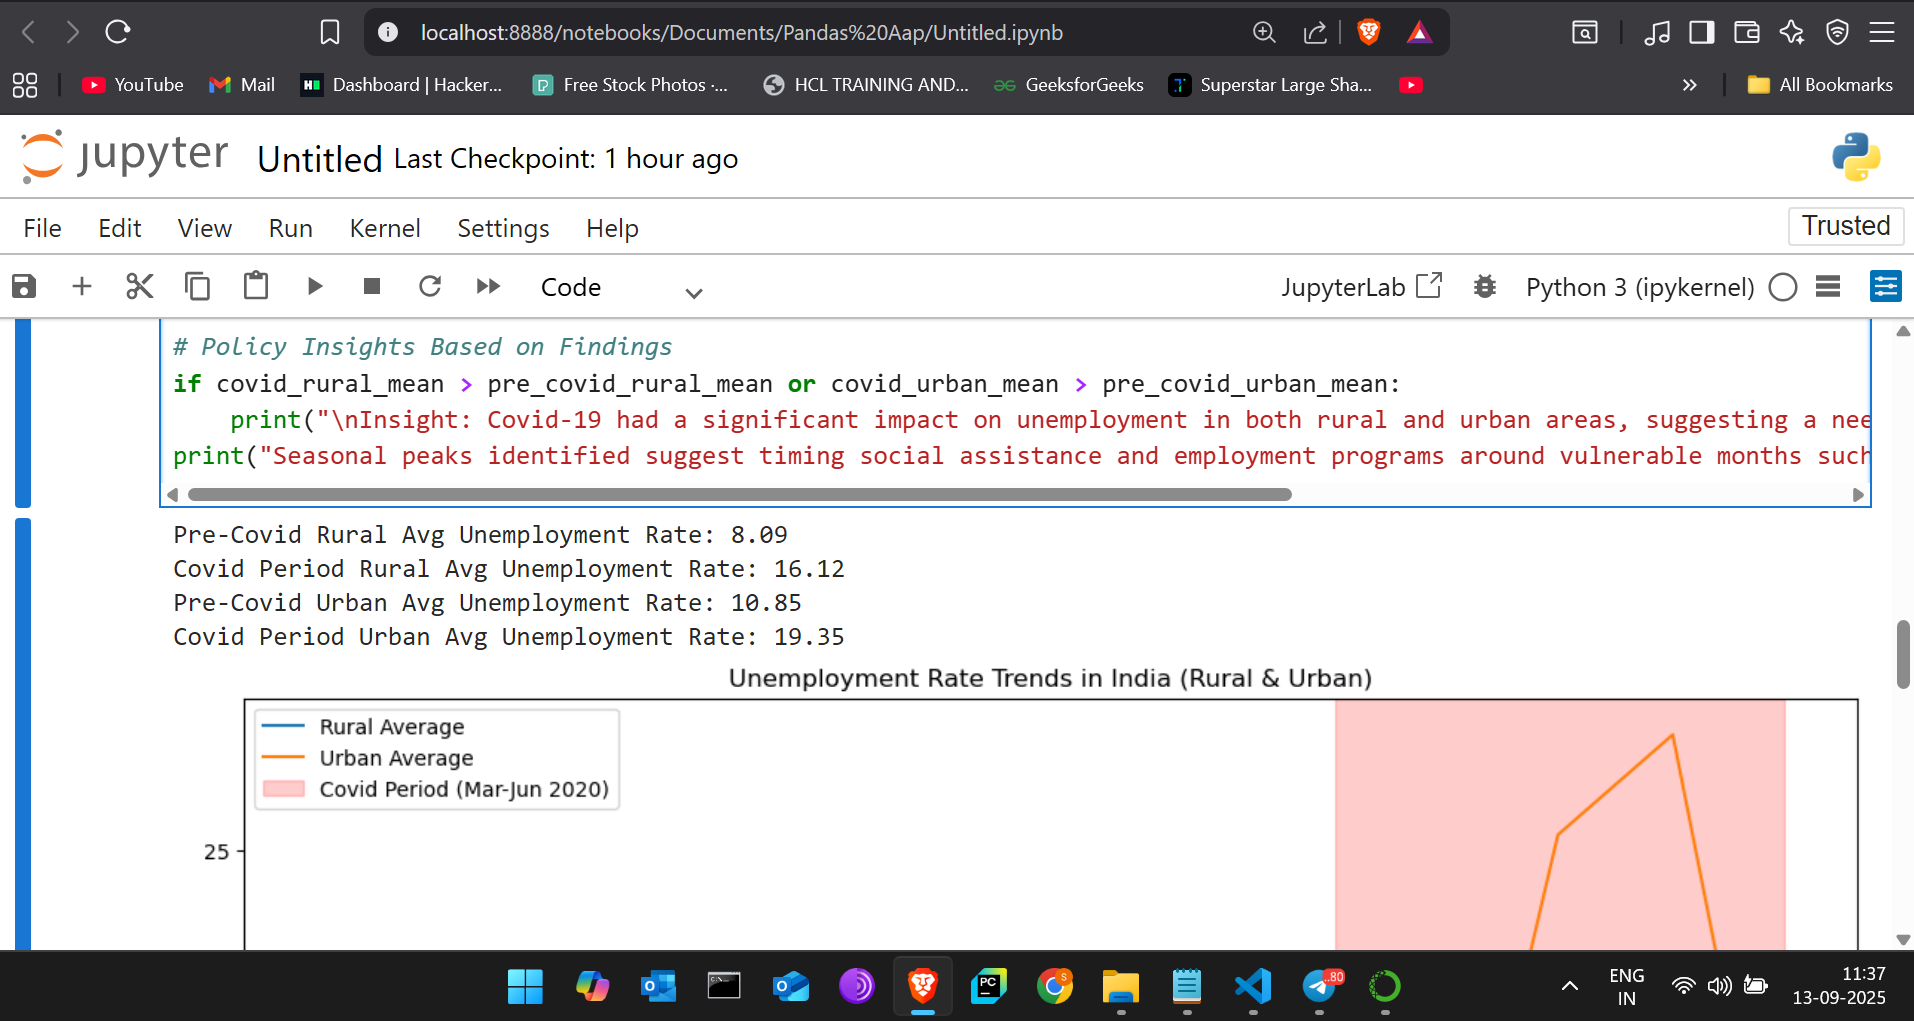 localhost:8888/notebooks/Documents/Pandas%20Aap/Untitled.ipynb
YouTube Mail Dashboard | Hacker... Free Stock Photos ·... HCL TRAINING AND... GeeksforGeeks Superstar Large Sha... » All Bookmarks
jupyter Untitled Last Checkpoint: 1 hour ago
File Edit View Run Kernel Settings Help Trusted
Code JupyterLab Python 3 (ipykernel)
# Policy Insights Based on Findings
if covid_rural_mean > pre_covid_rural_mean or covid_urban_mean > pre_covid_urban_mean:
    print("\nInsight: Covid-19 had a significant impact on unemployment in both rural and urban areas, suggesting a nee
print("Seasonal peaks identified suggest timing social assistance and employment programs around vulnerable months such
Pre-Covid Rural Avg Unemployment Rate: 8.09
Covid Period Rural Avg Unemployment Rate: 16.12
Pre-Covid Urban Avg Unemployment Rate: 10.85
Covid Period Urban Avg Unemployment Rate: 19.35
Unemployment Rate Trends in India (Rural & Urban)
Rural Average
Urban Average
Covid Period (Mar-Jun 2020)
25
ENG
IN
11:37
13-09-2025
80
PC